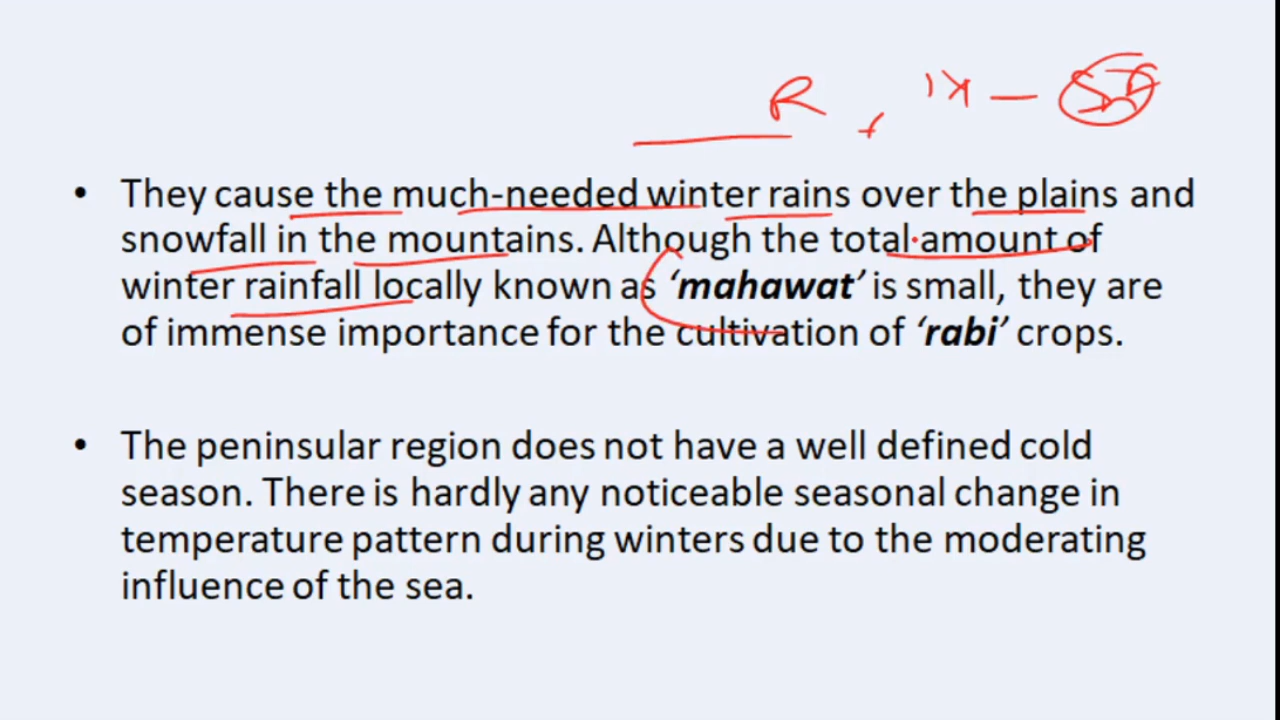 • They cause the much-needed winter rains over the plains and
snowfall in the mountains. Although the total amount of
winter rainfall locally known as ‘mahawat’ is small, they are
of immense importance for the cultivation of ‘rabi’ crops.
• The peninsular region does not have a well defined cold
season. There is hardly any noticeable seasonal change in
temperature pattern during winters due to the moderating
influence of the sea.